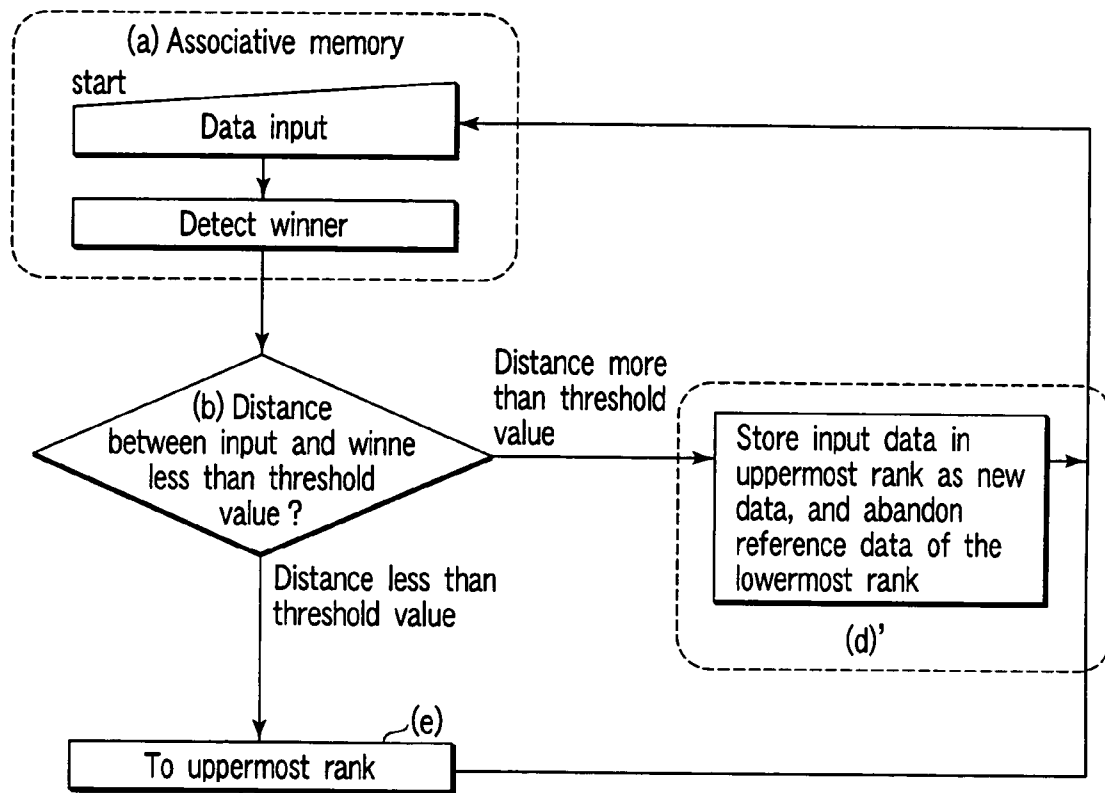 (a) Associative memory
start
Data input
Detect winner
(b) Distance
between input and winne
less than threshold
value ?
Distance more
than threshold
value
Store input data in
uppermost rank as new
data, and abandon
reference data of the
lowermost rank
(d)'
Distance less than
threshold value
(e)
To uppermost rank